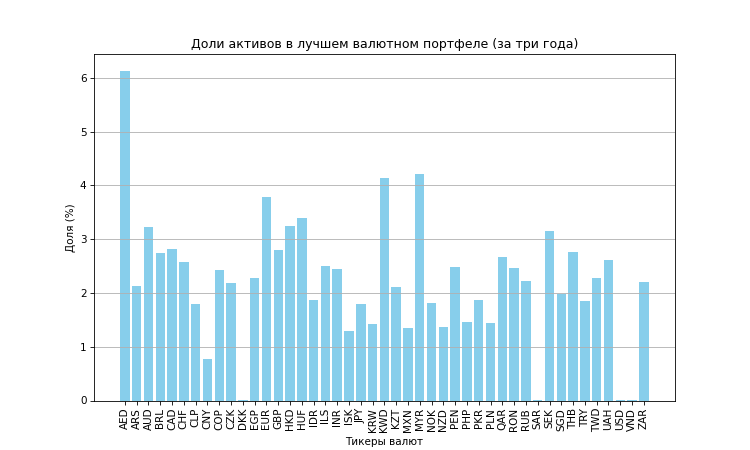 Доли активов в лучшем валютном портфеле (за три года)
Доля (%)
6
5
4
3
2
1
0
AED ARS AUD BRL CAD CHF CLP CNY COP CZK DKK EGP EUR GBP HKD HUF IDR ILS INR ISK JPY KRW KWD KZT MXN MYR NOK NZD PEN PHP PKR PLN QAR RON RUB SAR SEK SGD THB TRY TWD UAH USD VND ZAR
Тикеры валют